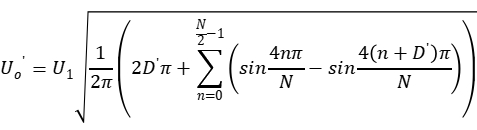 $U_o{}^{'} = U_1 \sqrt{\frac{1}{2\pi}\left(2D^{'}\pi + \sum_{n=0}^{\frac{N}{2}-1}\left(sin\frac{4n\pi}{N} - sin\frac{4(n+D^{'})\pi}{N}\right)\right)}$